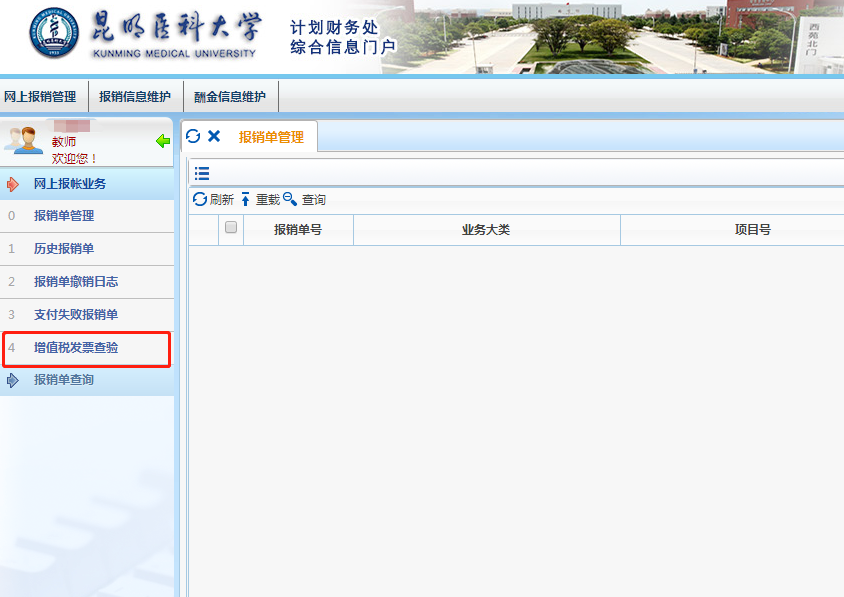 昆明医科大学
KUNMING MEDICAL UNIVERSITY
计划财务处
综合信息门户
西苑北门
网上报销管理 报销信息维护 酬金信息维护
教师
欢迎您！
报销单管理
网上报帐业务
0 报销单管理
1 历史报销单
2 报销单撤销日志
3 支付失败报销单
4 增值税发票查验
报销单查询
刷新 重载 查询
报销单号 业务大类 项目号